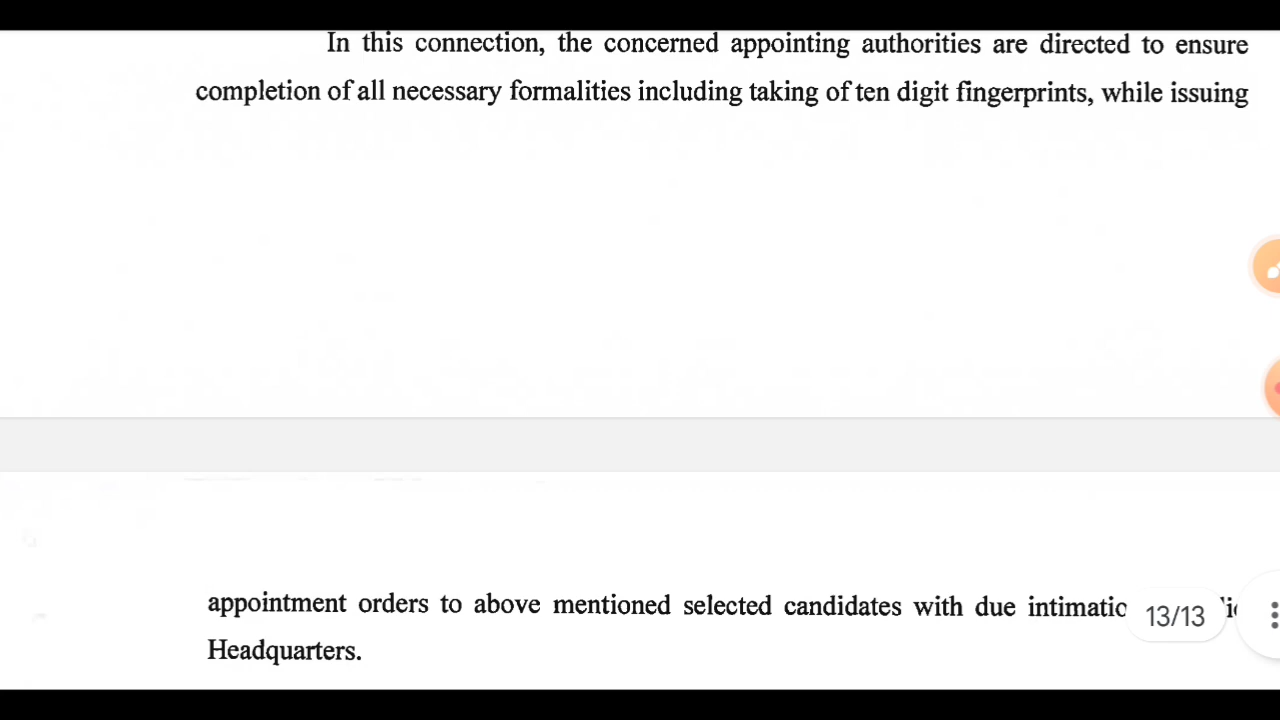 In this connection, the concerned appointing authorities are directed to ensure
completion of all necessary formalities including taking of ten digit fingerprints, while issuing
appointment orders to above mentioned selected candidates with due
13/13
Headquarters.